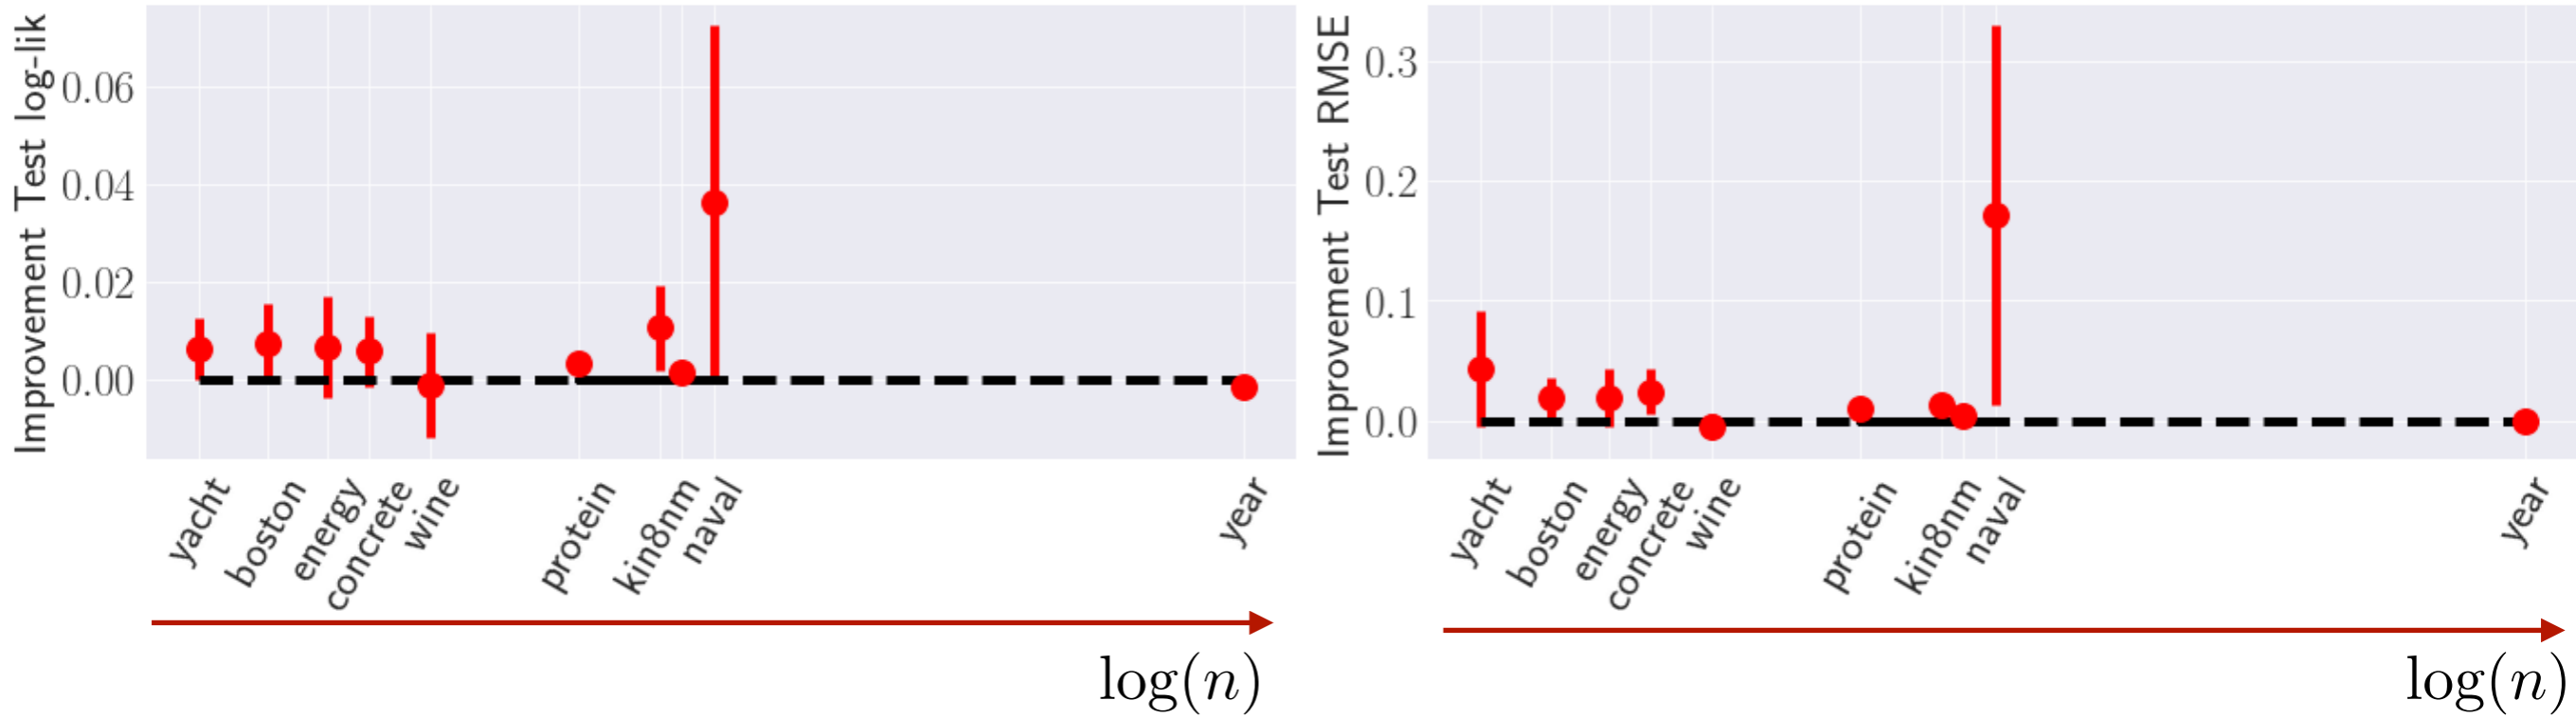 Improvement Test log-lik
0.06
0.04
0.02
0.00
yacht
boston
energy
concrete
wine
protein
kin8nm
naval
year
log(n)
Improvement Test RMSE
0.3
0.2
0.1
0.0
yacht
boston
energy
concrete
wine
protein
kin8nm
naval
year
log(n)